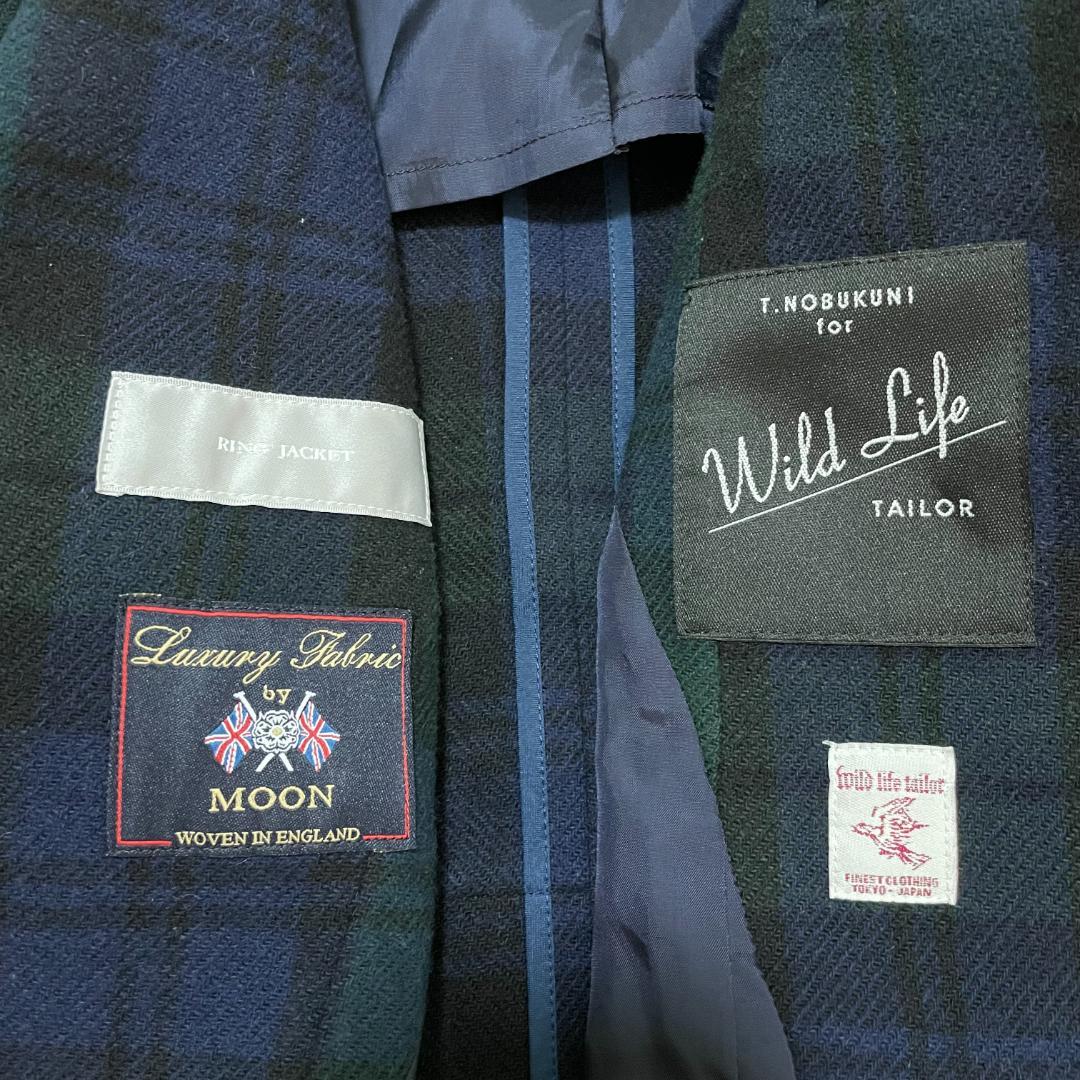 RING JACKET
Luxury Fabric
by
MOON
WOVEN IN ENGLAND
T.NOBUKUNI
for
Wild Life
TAILOR
wild life tailor
FINEST CLOTHING
TOKYO - JAPAN